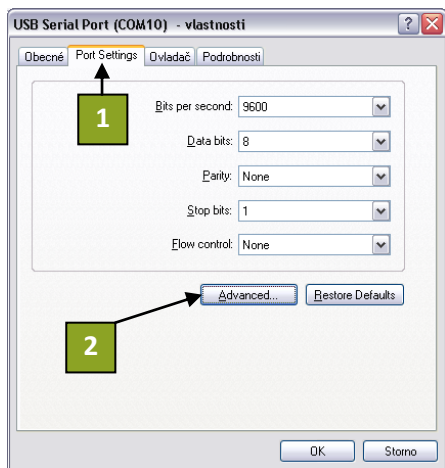 USB Serial Port (COM10) - vlastnosti
Obecné Port Settings Ovladač Podrobnosti
1
Bits per second: 9600
Data bits: 8
Parity: None
Stop bits: 1
Flow control: None
Advanced... Restore Defaults
2
OK Storno